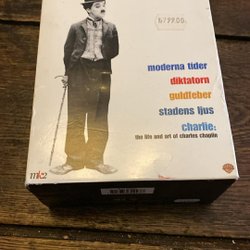 moderna tider
diktatorn
guldfeber
stadens ljus
charlie:
the life and art of charles chaplin
mk2